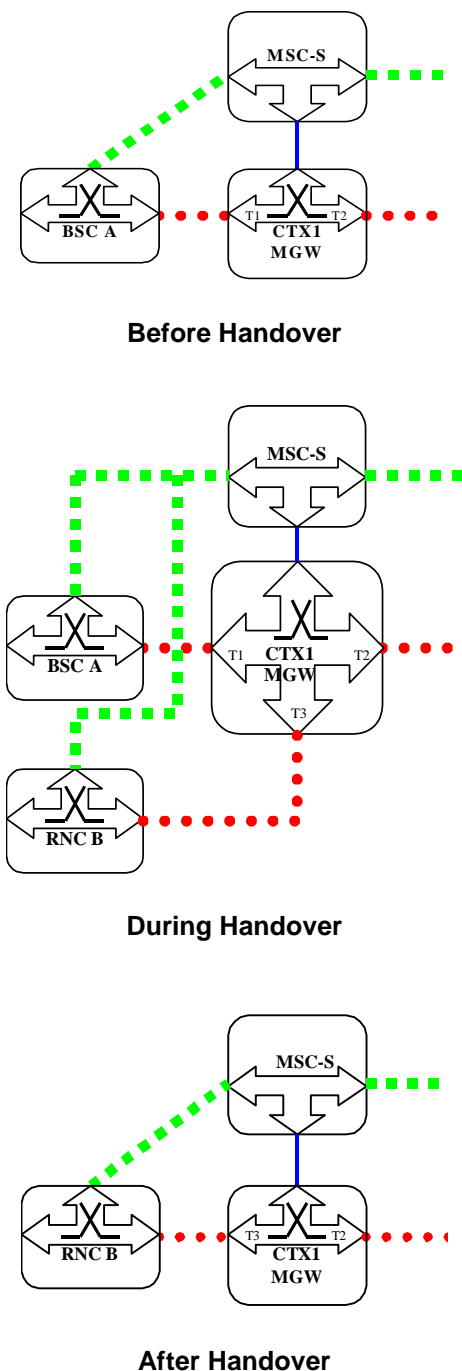 MSC-S
BSC A
T1
T2
CTX1
MGW
Before Handover
MSC-S
BSC A
T1
CTX1
T2
MGW
T3
RNC B
During Handover
MSC-S
RNC B
T3
T2
CTX1
MGW
After Handover